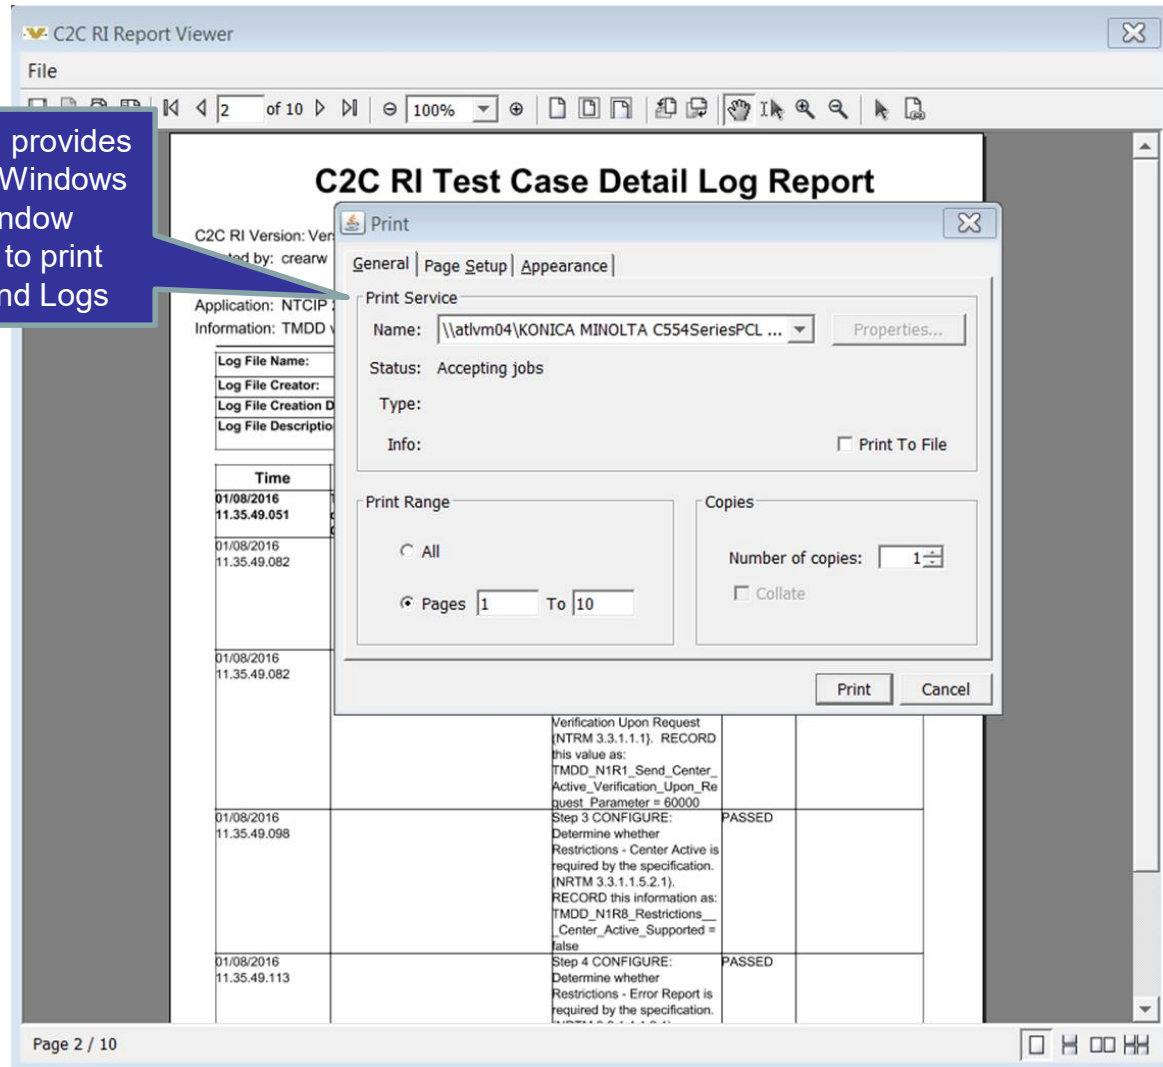 C2C RI Report Viewer
File
2 of 10 100%
provides
Windows
to print
Logs
C2C RI Test Case Detail Log Report
C2C RI Version:
by: crearw
Application: NTCIP
Information: TMDD
Log File Name:
Log File Creator:
Log File Creation
Log File
Print
General Page Setup Appearance
Print Service
Name: \\atlvm04\KONICA MINOLTA C554SeriesPCL ... Properties...
Status: Accepting jobs
Type:
Info: Print To File
Print Range
All
Pages 1 To 10
Copies
Number of copies: 1
Collate
Print Cancel
Time
01/08/2016
11.35.49.051
01/08/2016
11.35.49.082
01/08/2016
11.35.49.082
Verification Upon Request
(NTRM 3.3.1.1.1}. RECORD
this value as:
TMDD_N1R1_Send_Center_
Active_Verification_Upon_Re
quest_Parameter = 60000
01/08/2016
11.35.49.098
Step 3 CONFIGURE: PASSED
Determine whether
Restrictions - Center Active is
required by the specification.
(NRTM 3.3.1.1.5.2.1).
RECORD this information as:
TMDD_N1R8_Restrictions__
_Center_Active_Supported =
false
01/08/2016
11.35.49.113
Step 4 CONFIGURE: PASSED
Determine whether
Restrictions - Error Report is
required by the specification.
Page 2 / 10